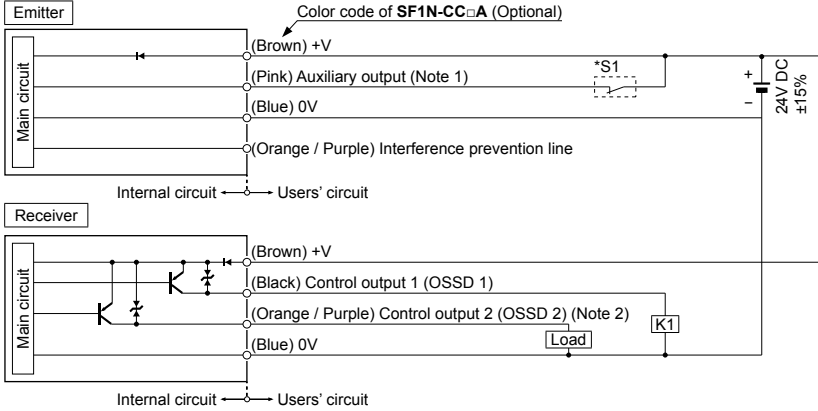 Emitter
Color code of SF1N-CC□A (Optional)
Main circuit
(Brown) +V
(Pink) Auxiliary output (Note 1)
*S1
(Blue) 0V
+
−
24V DC
±15%
(Orange / Purple) Interference prevention line
Internal circuit
Users' circuit
Receiver
Main circuit
(Brown) +V
(Black) Control output 1 (OSSD 1)
(Orange / Purple) Control output 2 (OSSD 2) (Note 2)
K1
Load
(Blue) 0V
Internal circuit
Users' circuit